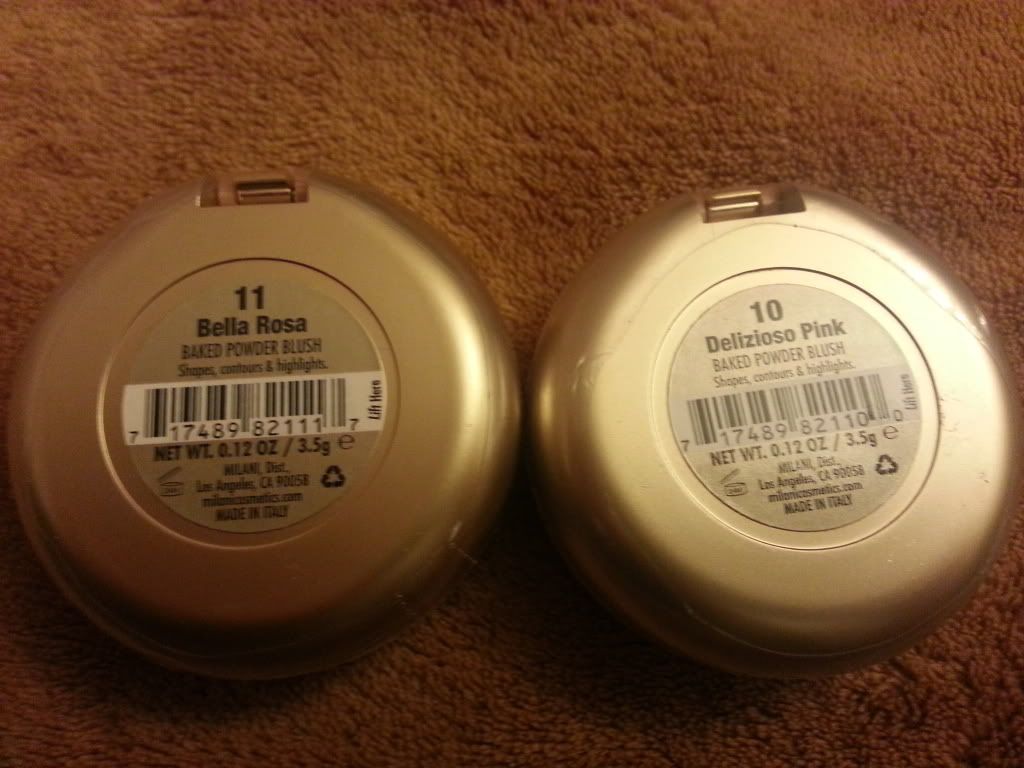 11
Bella Rosa
BAKED POWDER BLUSH
Shapes, contours & highlights.
Lift Here
7 17489 82111 7
NET WT. 0.12 OZ / 3.5g ℮
MILANI, Dist.,
Los Angeles, CA 90058
milanicosmetics.com
MADE IN ITALY
10
Delizioso Pink
BAKED POWDER BLUSH
Shapes, contours & highlights.
Lift Here
7 17489 82110 0
NET WT. 0.12 OZ / 3.5g ℮
MILANI, Dist.,
Los Angeles, CA 90058
milanicosmetics.com
MADE IN ITALY